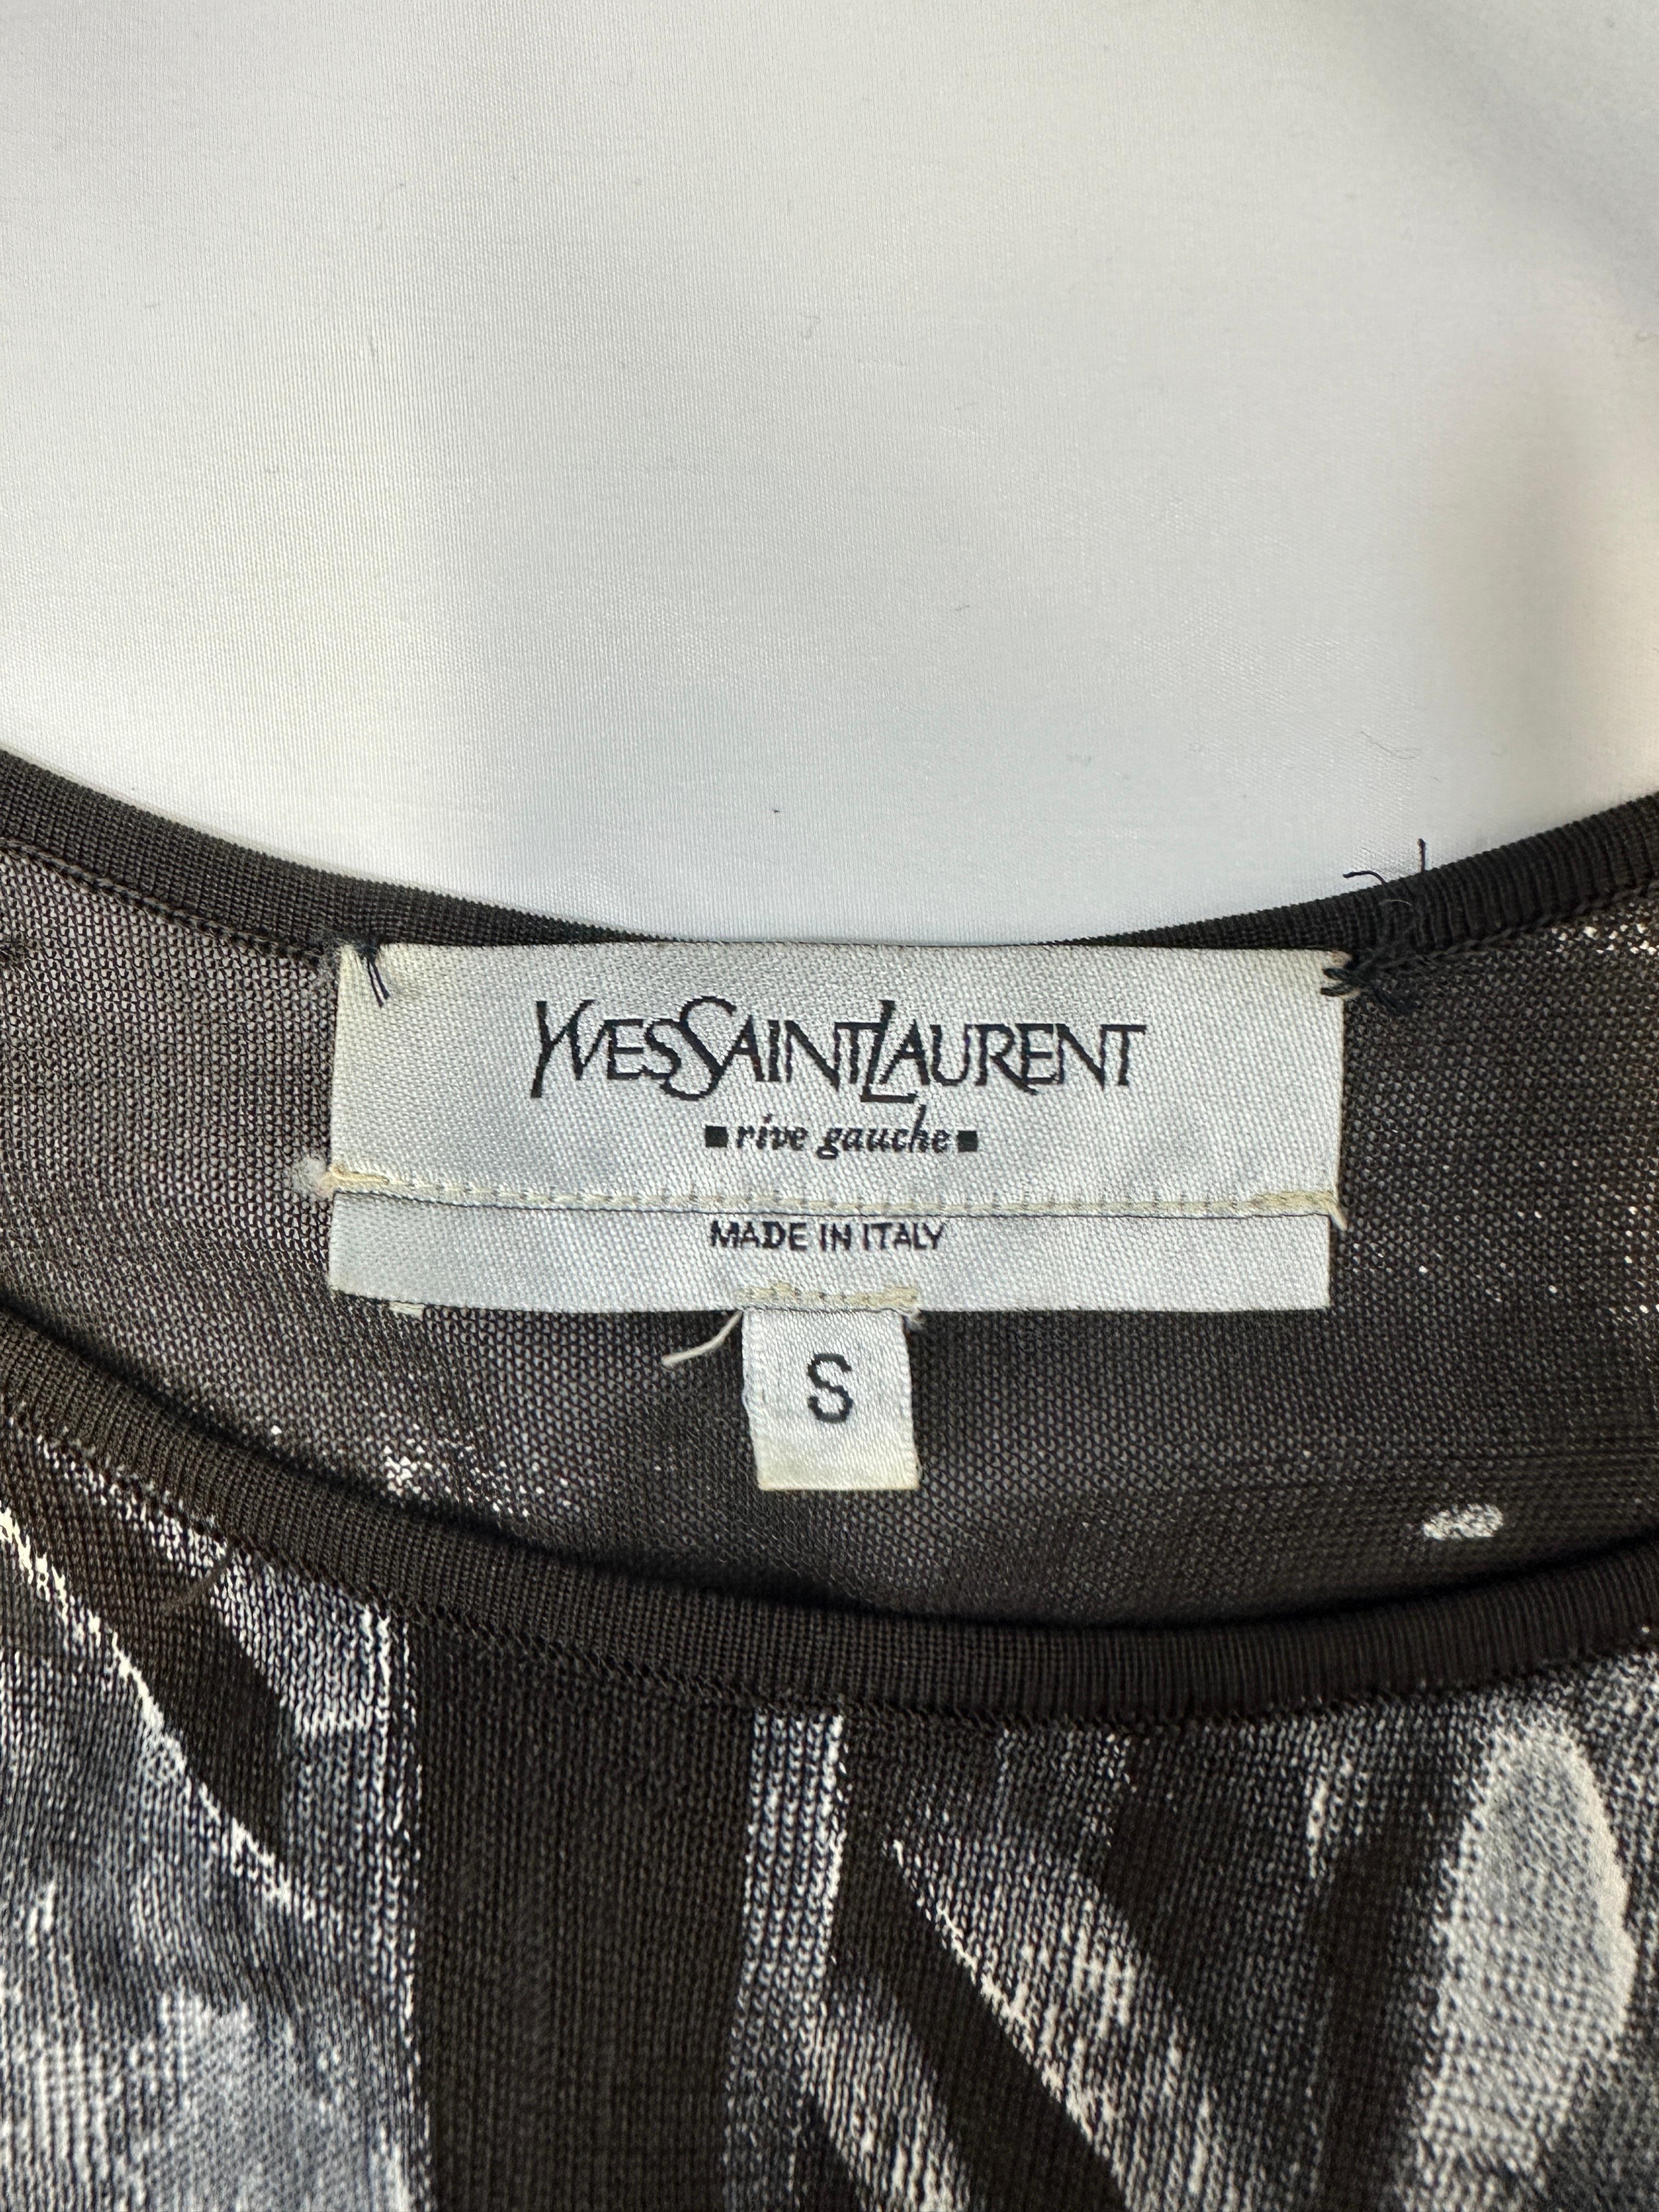 YVESSAINTLAURENT
▪rive gauche▪
MADE IN ITALY
S